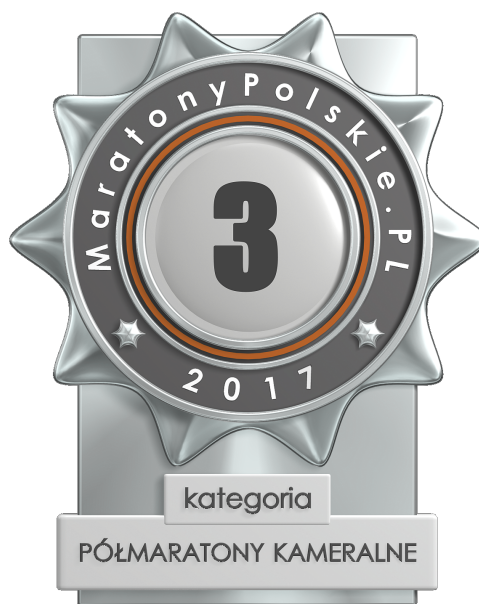 MaratonyPolskie.PL
3
2017
kategoria
PÓŁMARATONY KAMERALNE